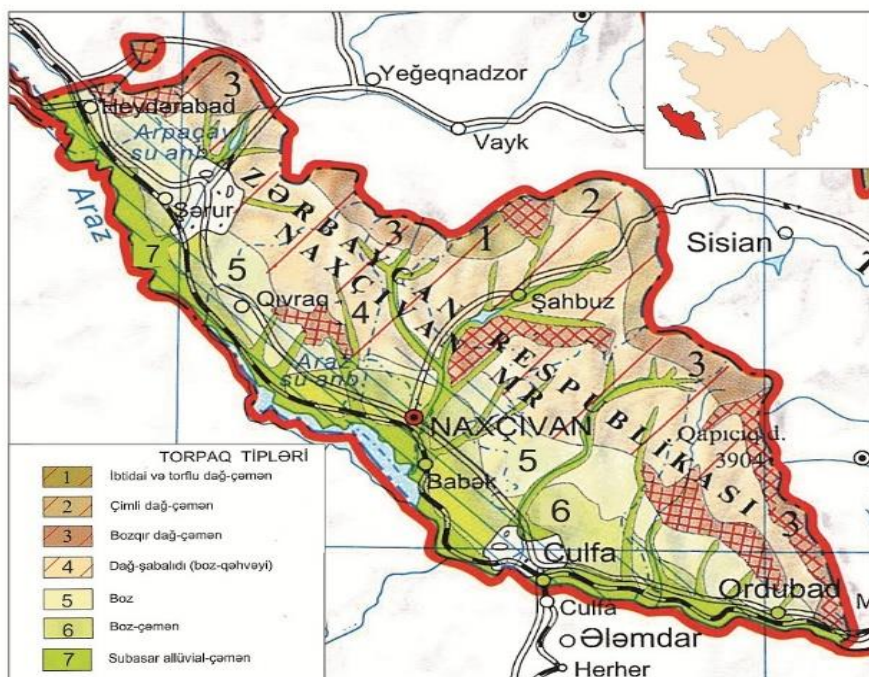 3
Yeğeqnadzor
Heydərabad
Arpaçay
su anb.
Vayk
Araz
Şərur
3
1
2
Sisian
7
5
AZƏRBAYCAN RESPUBLİKASI
NAXÇIVAN MR
Qıvraq
4
Şahbuz
Araz
su anb.
3
NAXÇIVAN
Qapıcıq d.
3904
Babək
5
6
3
Culfa
Ordubad
Culfa
Ələmdar
Herher
M
TORPAQ TİPLƏRİ
1 İbtidai və torflu dağ-çəmən
2 Çimli dağ-çəmən
3 Bozqır dağ-çəmən
4 Dağ-şabalıdı (boz-qəhvəyi)
5 Boz
6 Boz-çəmən
7 Subasar allüvial-çəmən